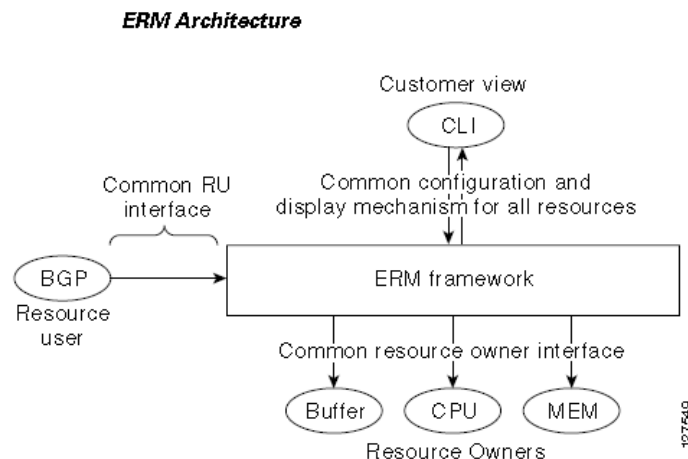 ERM Architecture
Customer view
CLI
Common RU
interface
Common configuration and
display mechanism for all resources
BGP
ERM framework
Resource
user
Common resource owner interface
Buffer
CPU
MEM
Resource Owners
127549